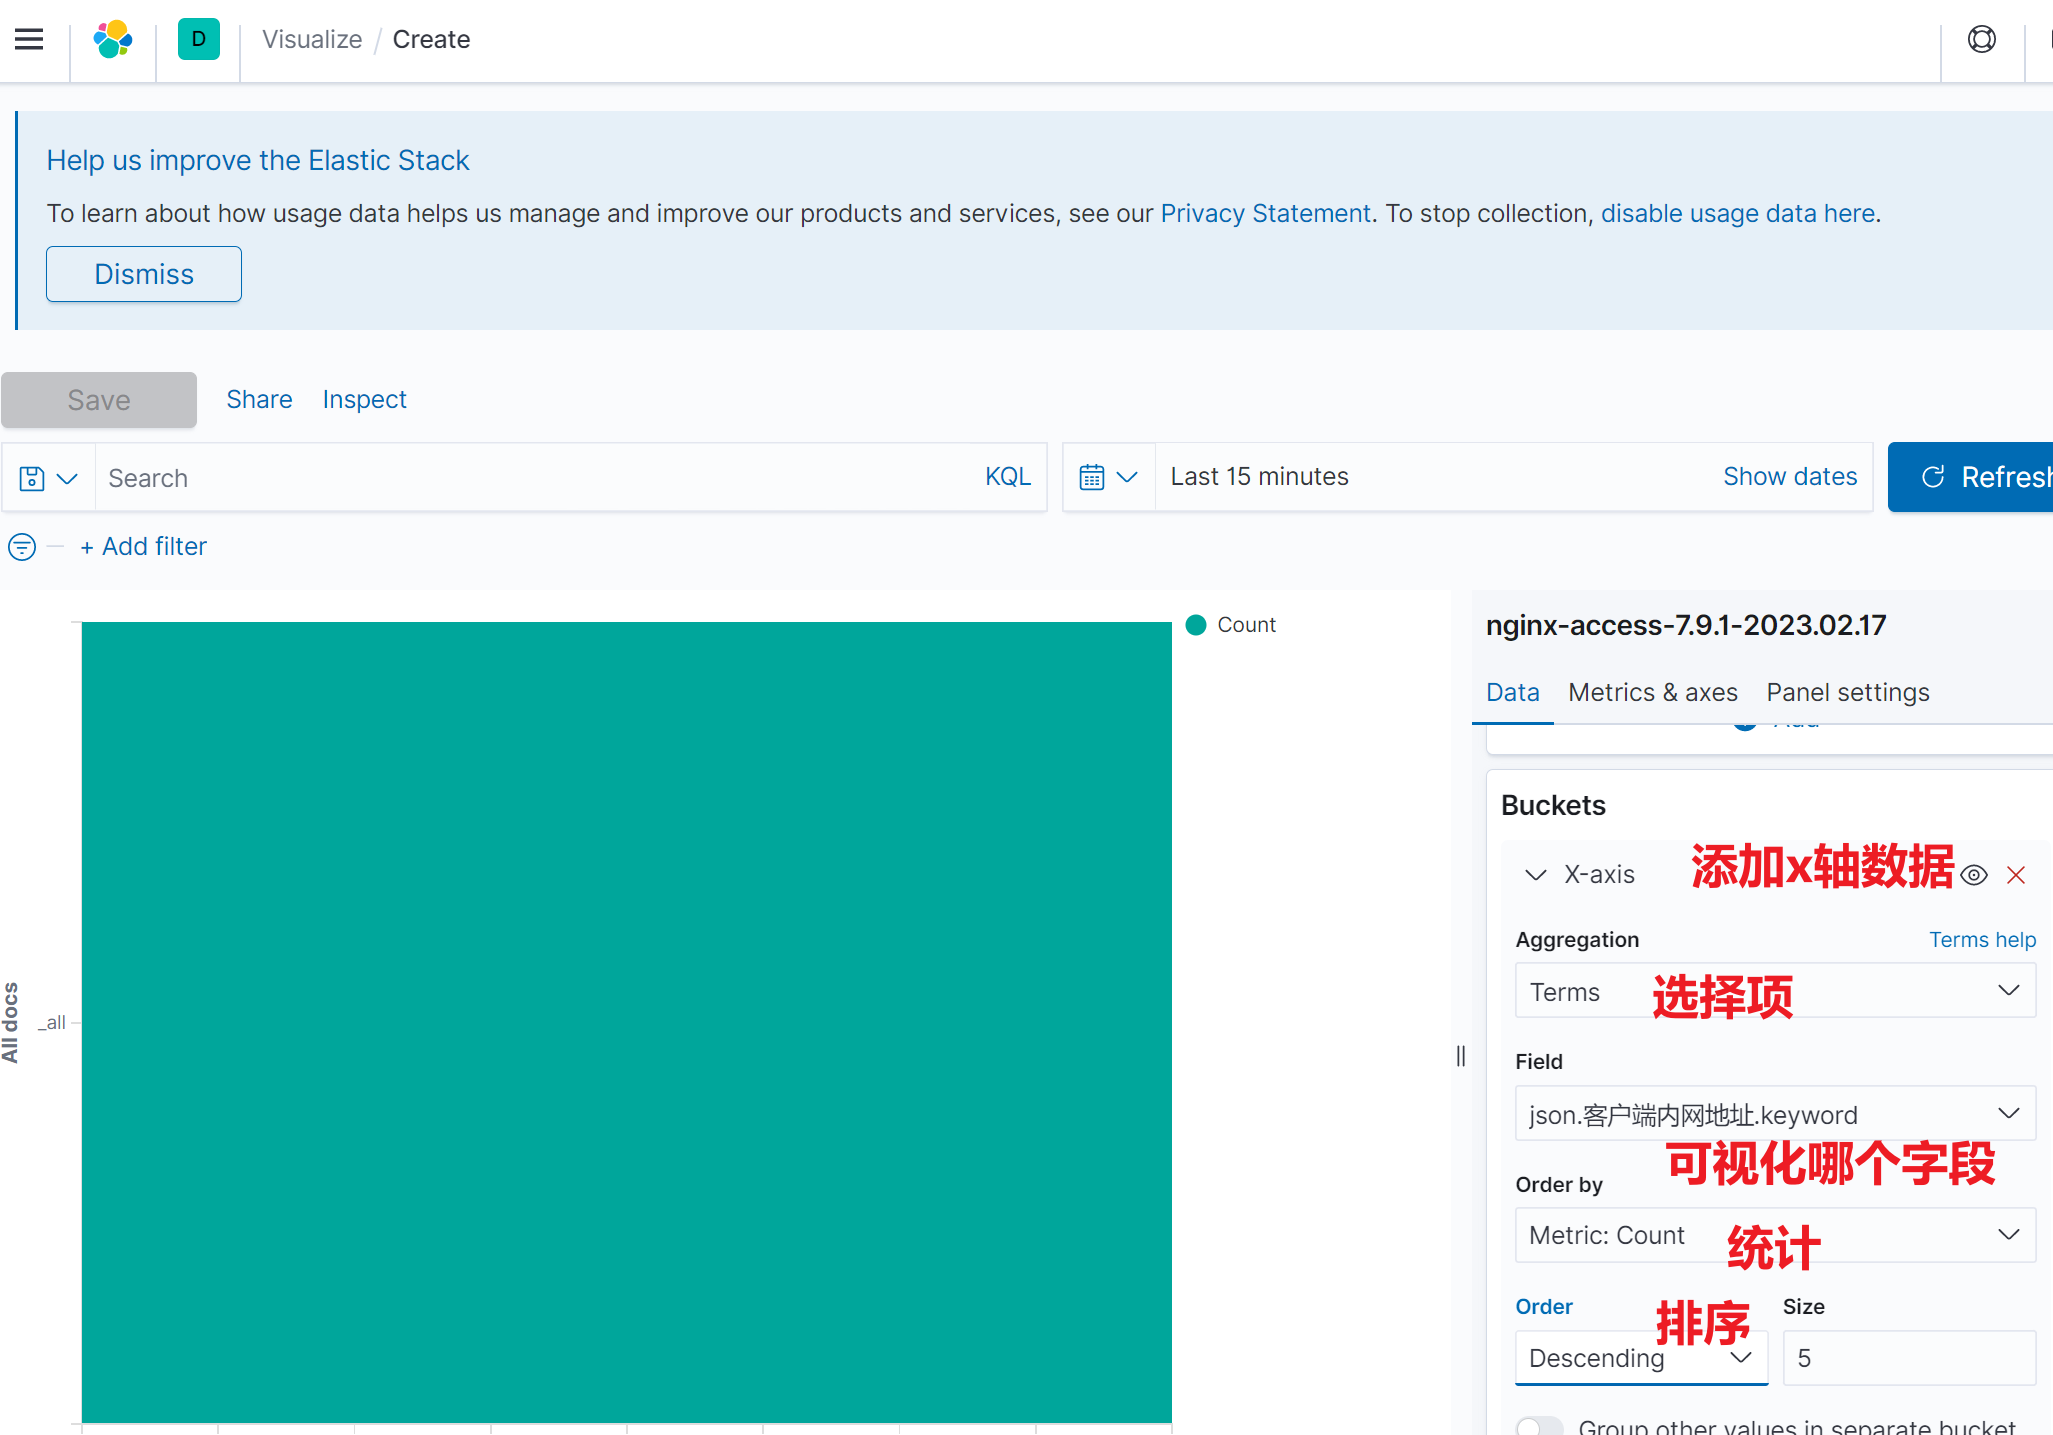 D Visualize / Create
Help us improve the Elastic Stack
To learn about how usage data helps us manage and improve our products and services, see our Privacy Statement. To stop collection, disable usage data here.
Dismiss
Save Share Inspect
Search KQL Last 15 minutes Show dates Refresh
+ Add filter
Count
All docs
_all
nginx-access-7.9.1-2023.02.17
Data Metrics & axes Panel settings
Add
Buckets
X-axis 添加x轴数据
Aggregation Terms help
Terms 选择项
Field
json.客户端内网地址.keyword
可视化哪个字段
Order by
Metric: Count 统计
Order 排序 Size
Descending 5
Group other values in separate bucket